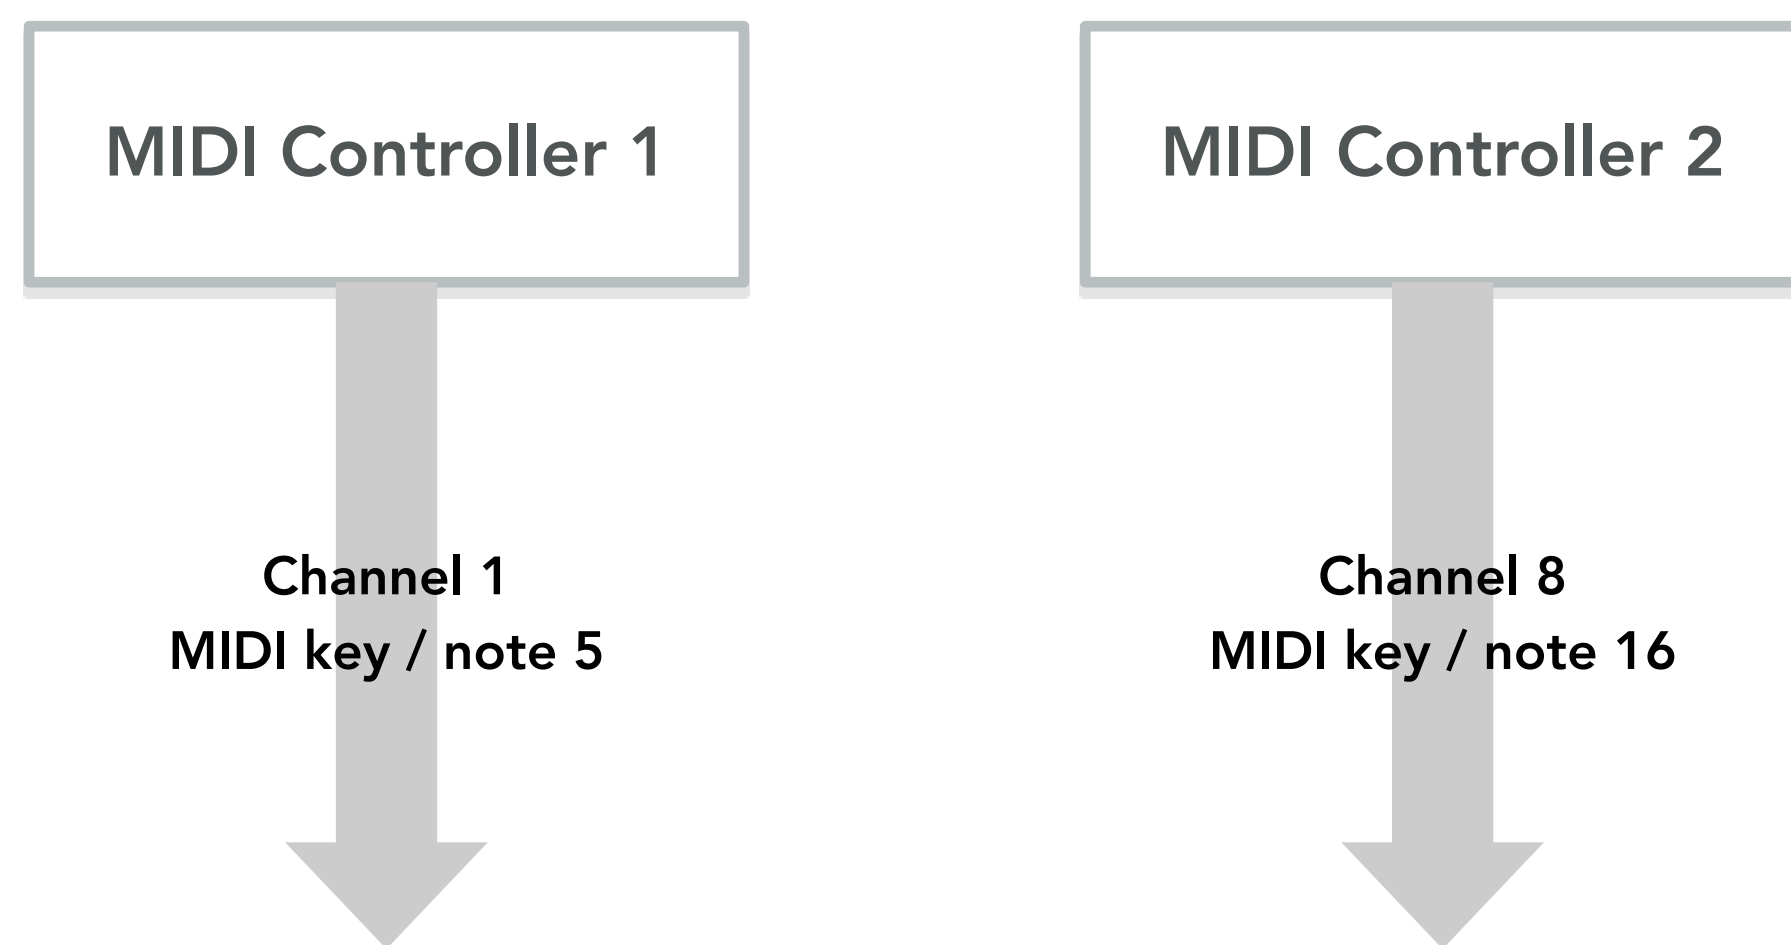 MIDI Controller 1
MIDI Controller 2
Channel 1
MIDI key / note 5
Channel 8
MIDI key / note 16